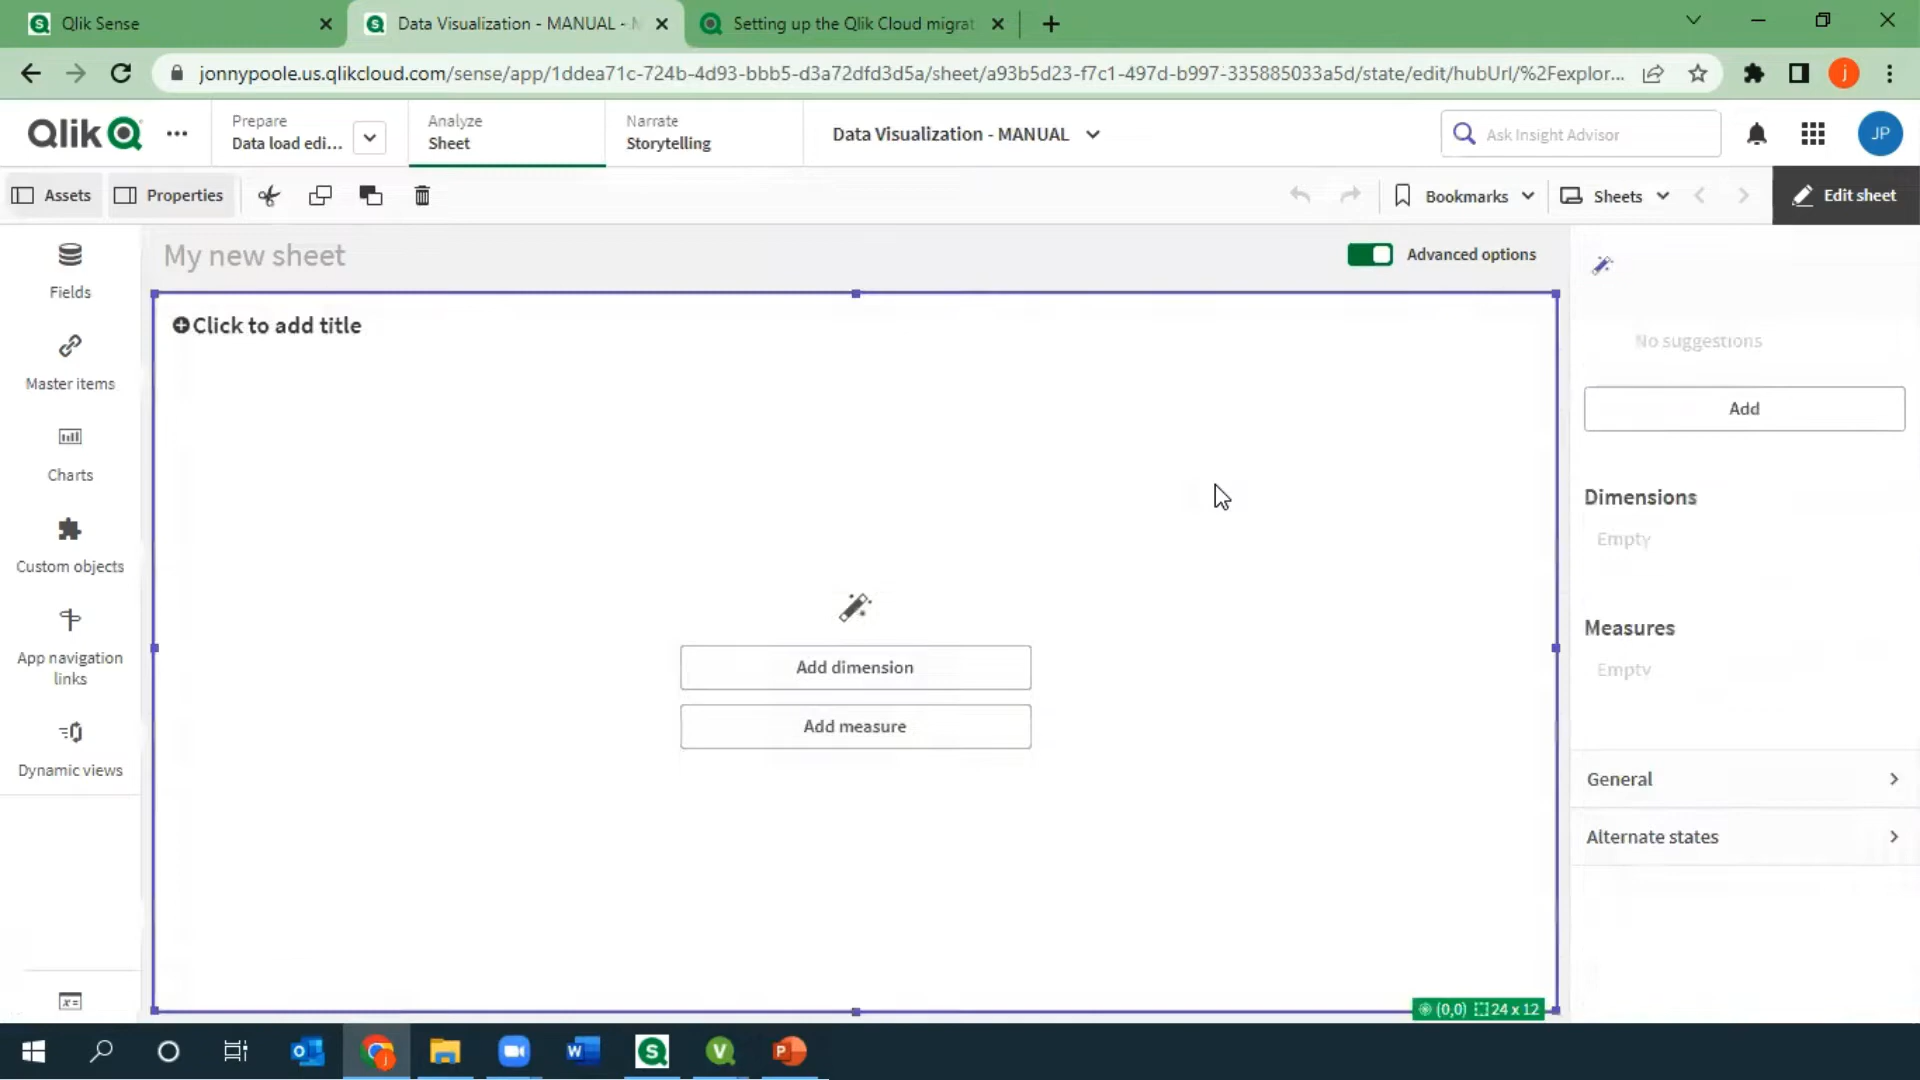 Qlik Sense
Data Visualization - MANUAL -
Setting up the Qlik Cloud migrat
jonnypoole.us.qlikcloud.com/sense/app/1ddea71c-724b-4d93-bbb5-d3a72dfd3d5a/sheet/a93b5d23-f7c1-497d-b997-335885033a5d/state/edit/hubUrl/%2Fexplor...
j
Qlik
Prepare
Data load edi...
Analyze
Sheet
Narrate
Storytelling
Data Visualization - MANUAL
Ask Insight Advisor
JP
Assets
Properties
Bookmarks
Sheets
Edit sheet
Fields
Master items
Charts
Custom objects
App navigation
links
Dynamic views
My new sheet
Advanced options
Click to add title
Add dimension
Add measure
(0,0) 24 x 12
No suggestions
Add
Dimensions
Empty
Measures
Empty
General
Alternate states